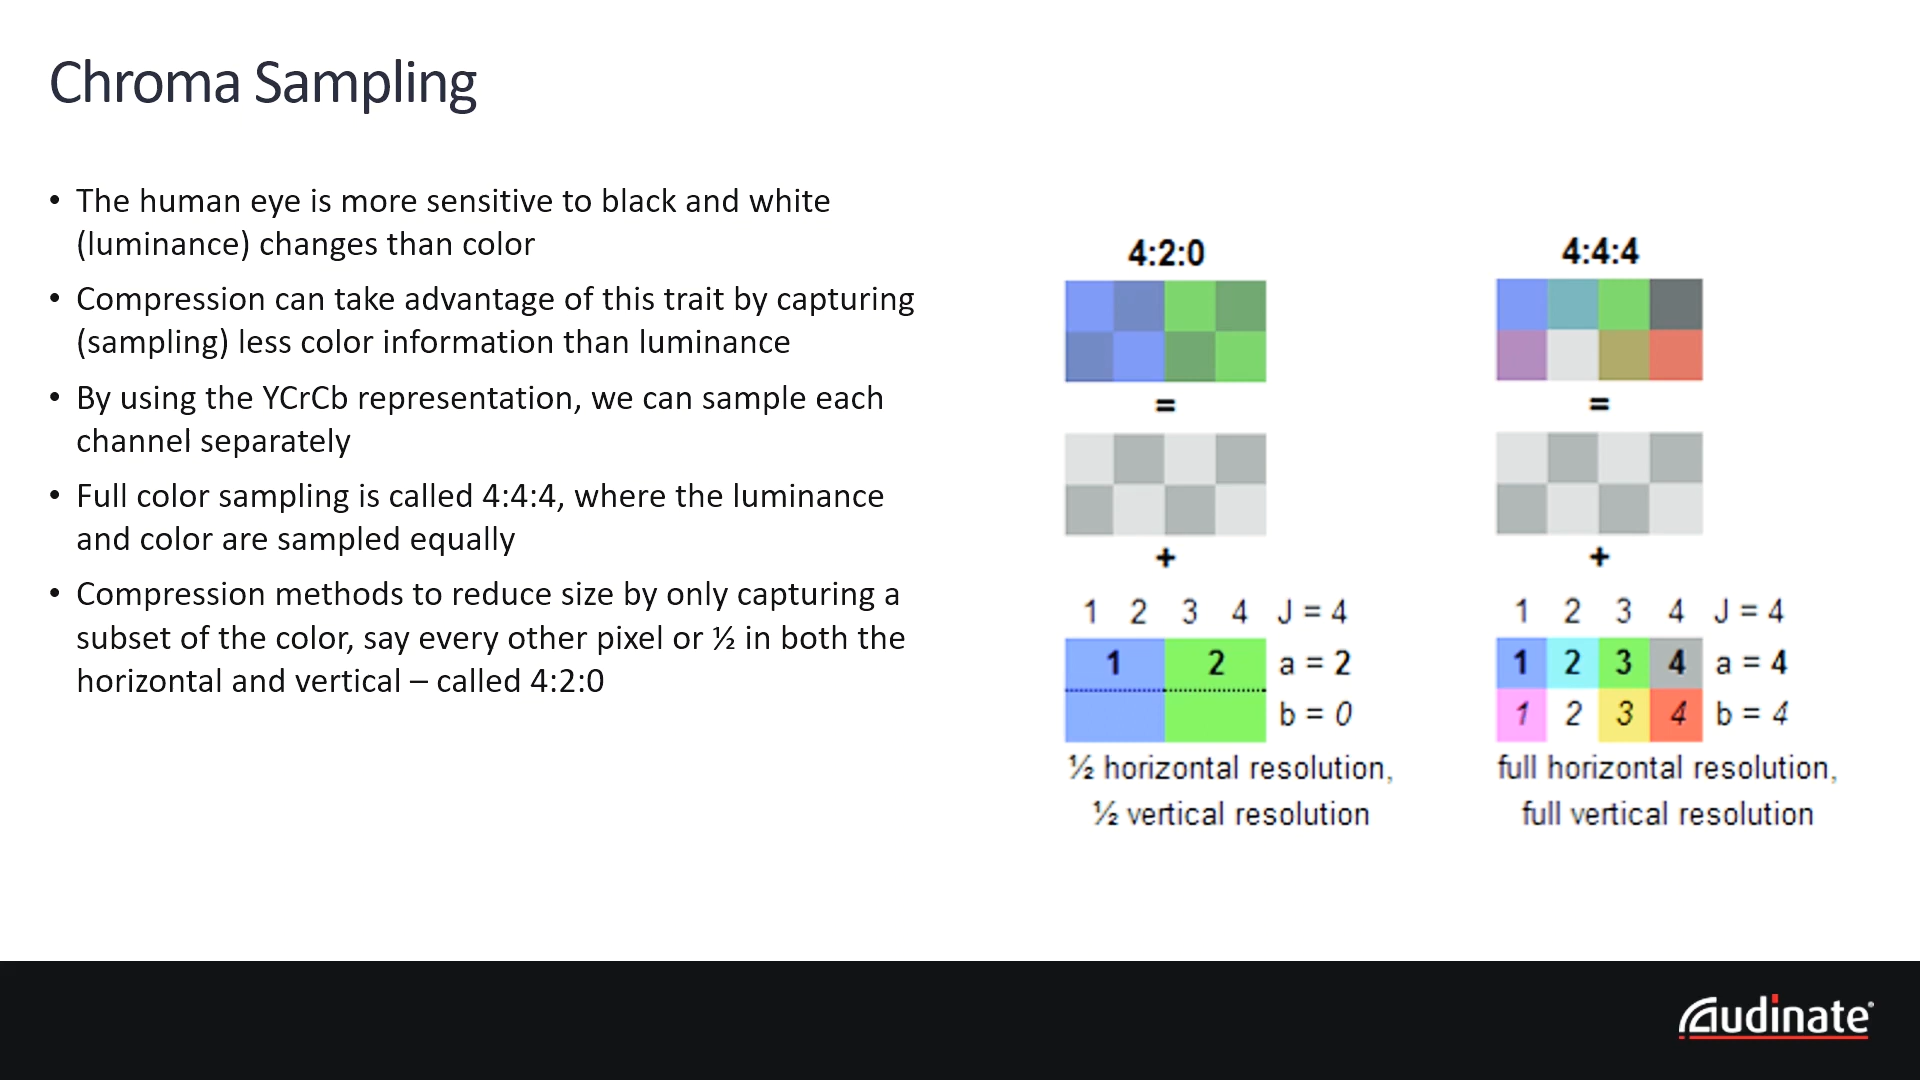 Chroma Sampling
• The human eye is more sensitive to black and white
(luminance) changes than color
• Compression can take advantage of this trait by capturing
(sampling) less color information than luminance
• By using the YCrCb representation, we can sample each
channel separately
• Full color sampling is called 4:4:4, where the luminance
and color are sampled equally
• Compression methods to reduce size by only capturing a
subset of the color, say every other pixel or ½ in both the
horizontal and vertical – called 4:2:0
4:2:0
=
+
1 2 3 4 J = 4
1 2 a = 2
b = 0
½ horizontal resolution,
½ vertical resolution
4:4:4
=
+
1 2 3 4 J = 4
1 2 3 4 a = 4
1 2 3 4 b = 4
full horizontal resolution,
full vertical resolution
Audinate